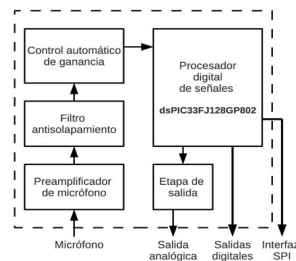 Control automático
de ganancia
Procesador
digital
de señales
dsPIC33FJ128GP802
Filtro
antisolapamiento
Preamplificador
de micrófono
Etapa de
salida
Micrófono
Salida
analógica
Salidas
digitales
Interfaz
SPI